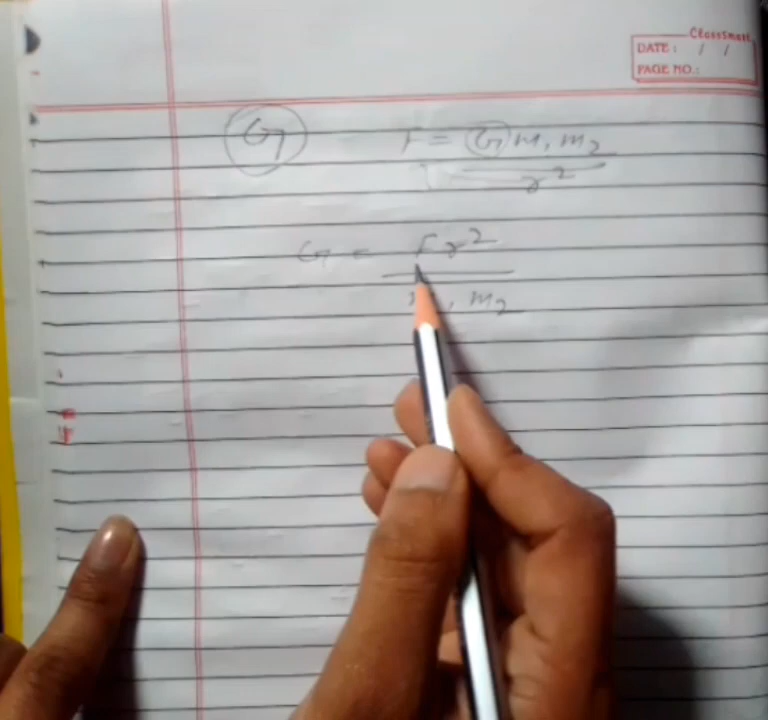 Classmate
DATE: / /
PAGE NO.:
G F = G m1 m2
r²
G = Fr²
, m2